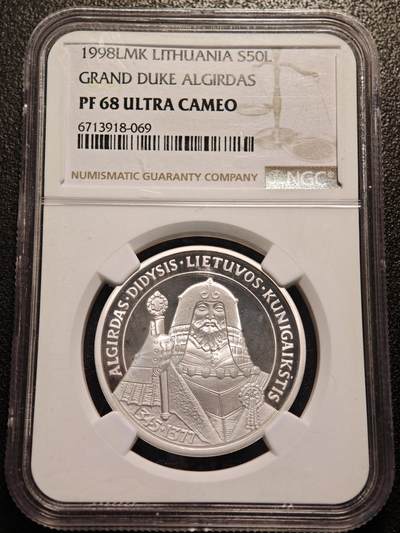 1998LMK LITHUANIA S50L
GRAND DUKE ALGIRDAS
PF 68 ULTRA CAMEO
6713918-069
NUMISMATIC GUARANTY COMPANY
NGC®
ALGIRDAS·DIDYSIS·LIETUVOS·KUNIGAIKŠTIS
1345-1377